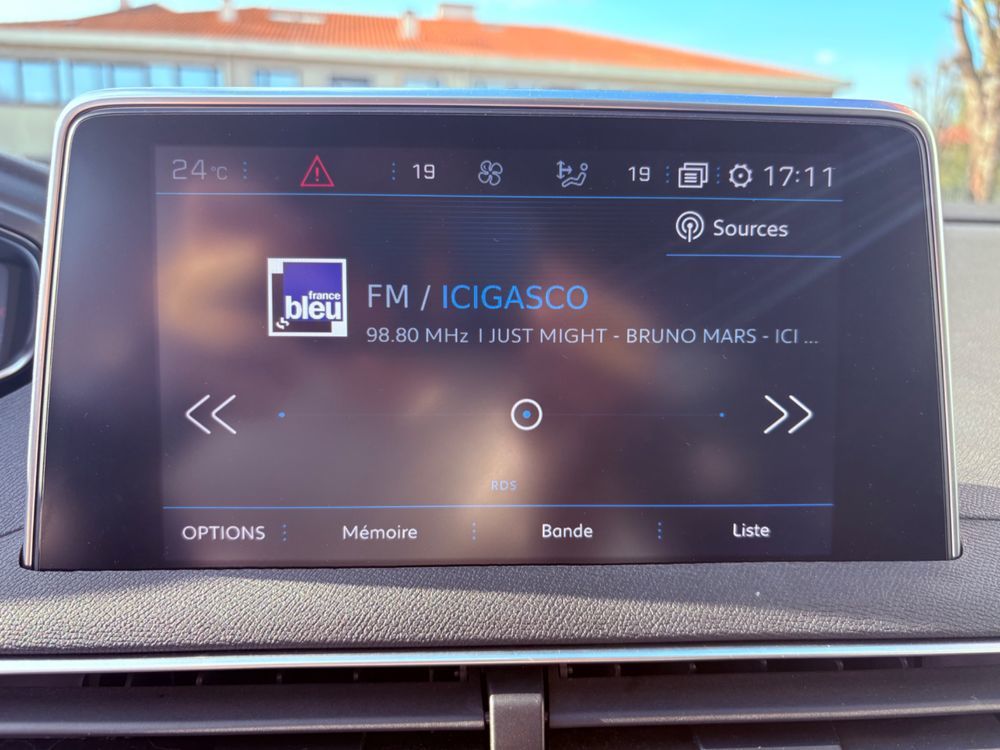 24°C 19 19 17:11
Sources
france
bleu
FM / ICIGASCO
98.80 MHz I JUST MIGHT - BRUNO MARS - ICI ...
RDS
OPTIONS Mémoire Bande Liste